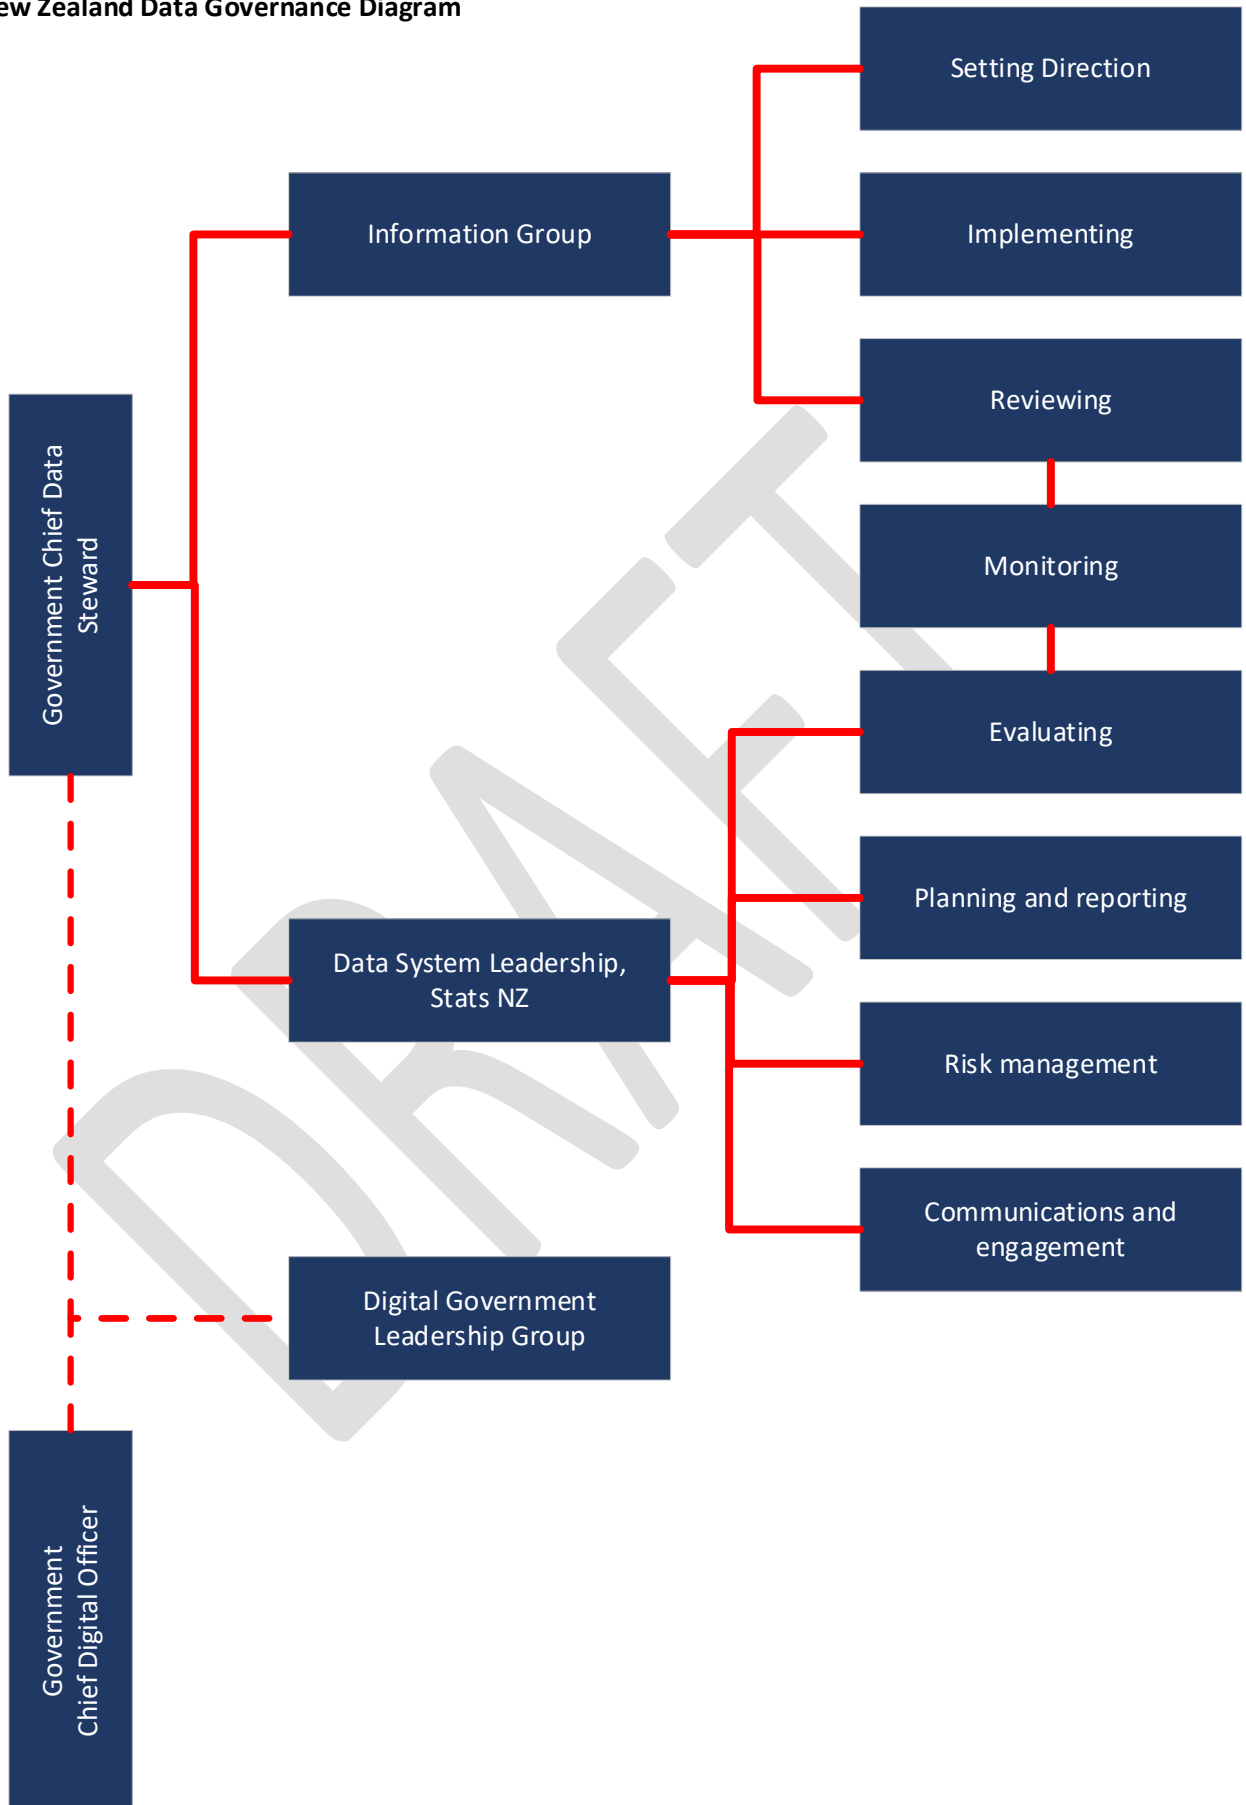 ew Zealand Data Governance Diagram
Setting Direction
Information Group
Implementing
Reviewing
Government Chief Data
Steward
Monitoring
Evaluating
Planning and reporting
Data System Leadership,
Stats NZ
Risk management
Communications and
engagement
Digital Government
Leadership Group
Government
Chief Digital Officer
DRAFT